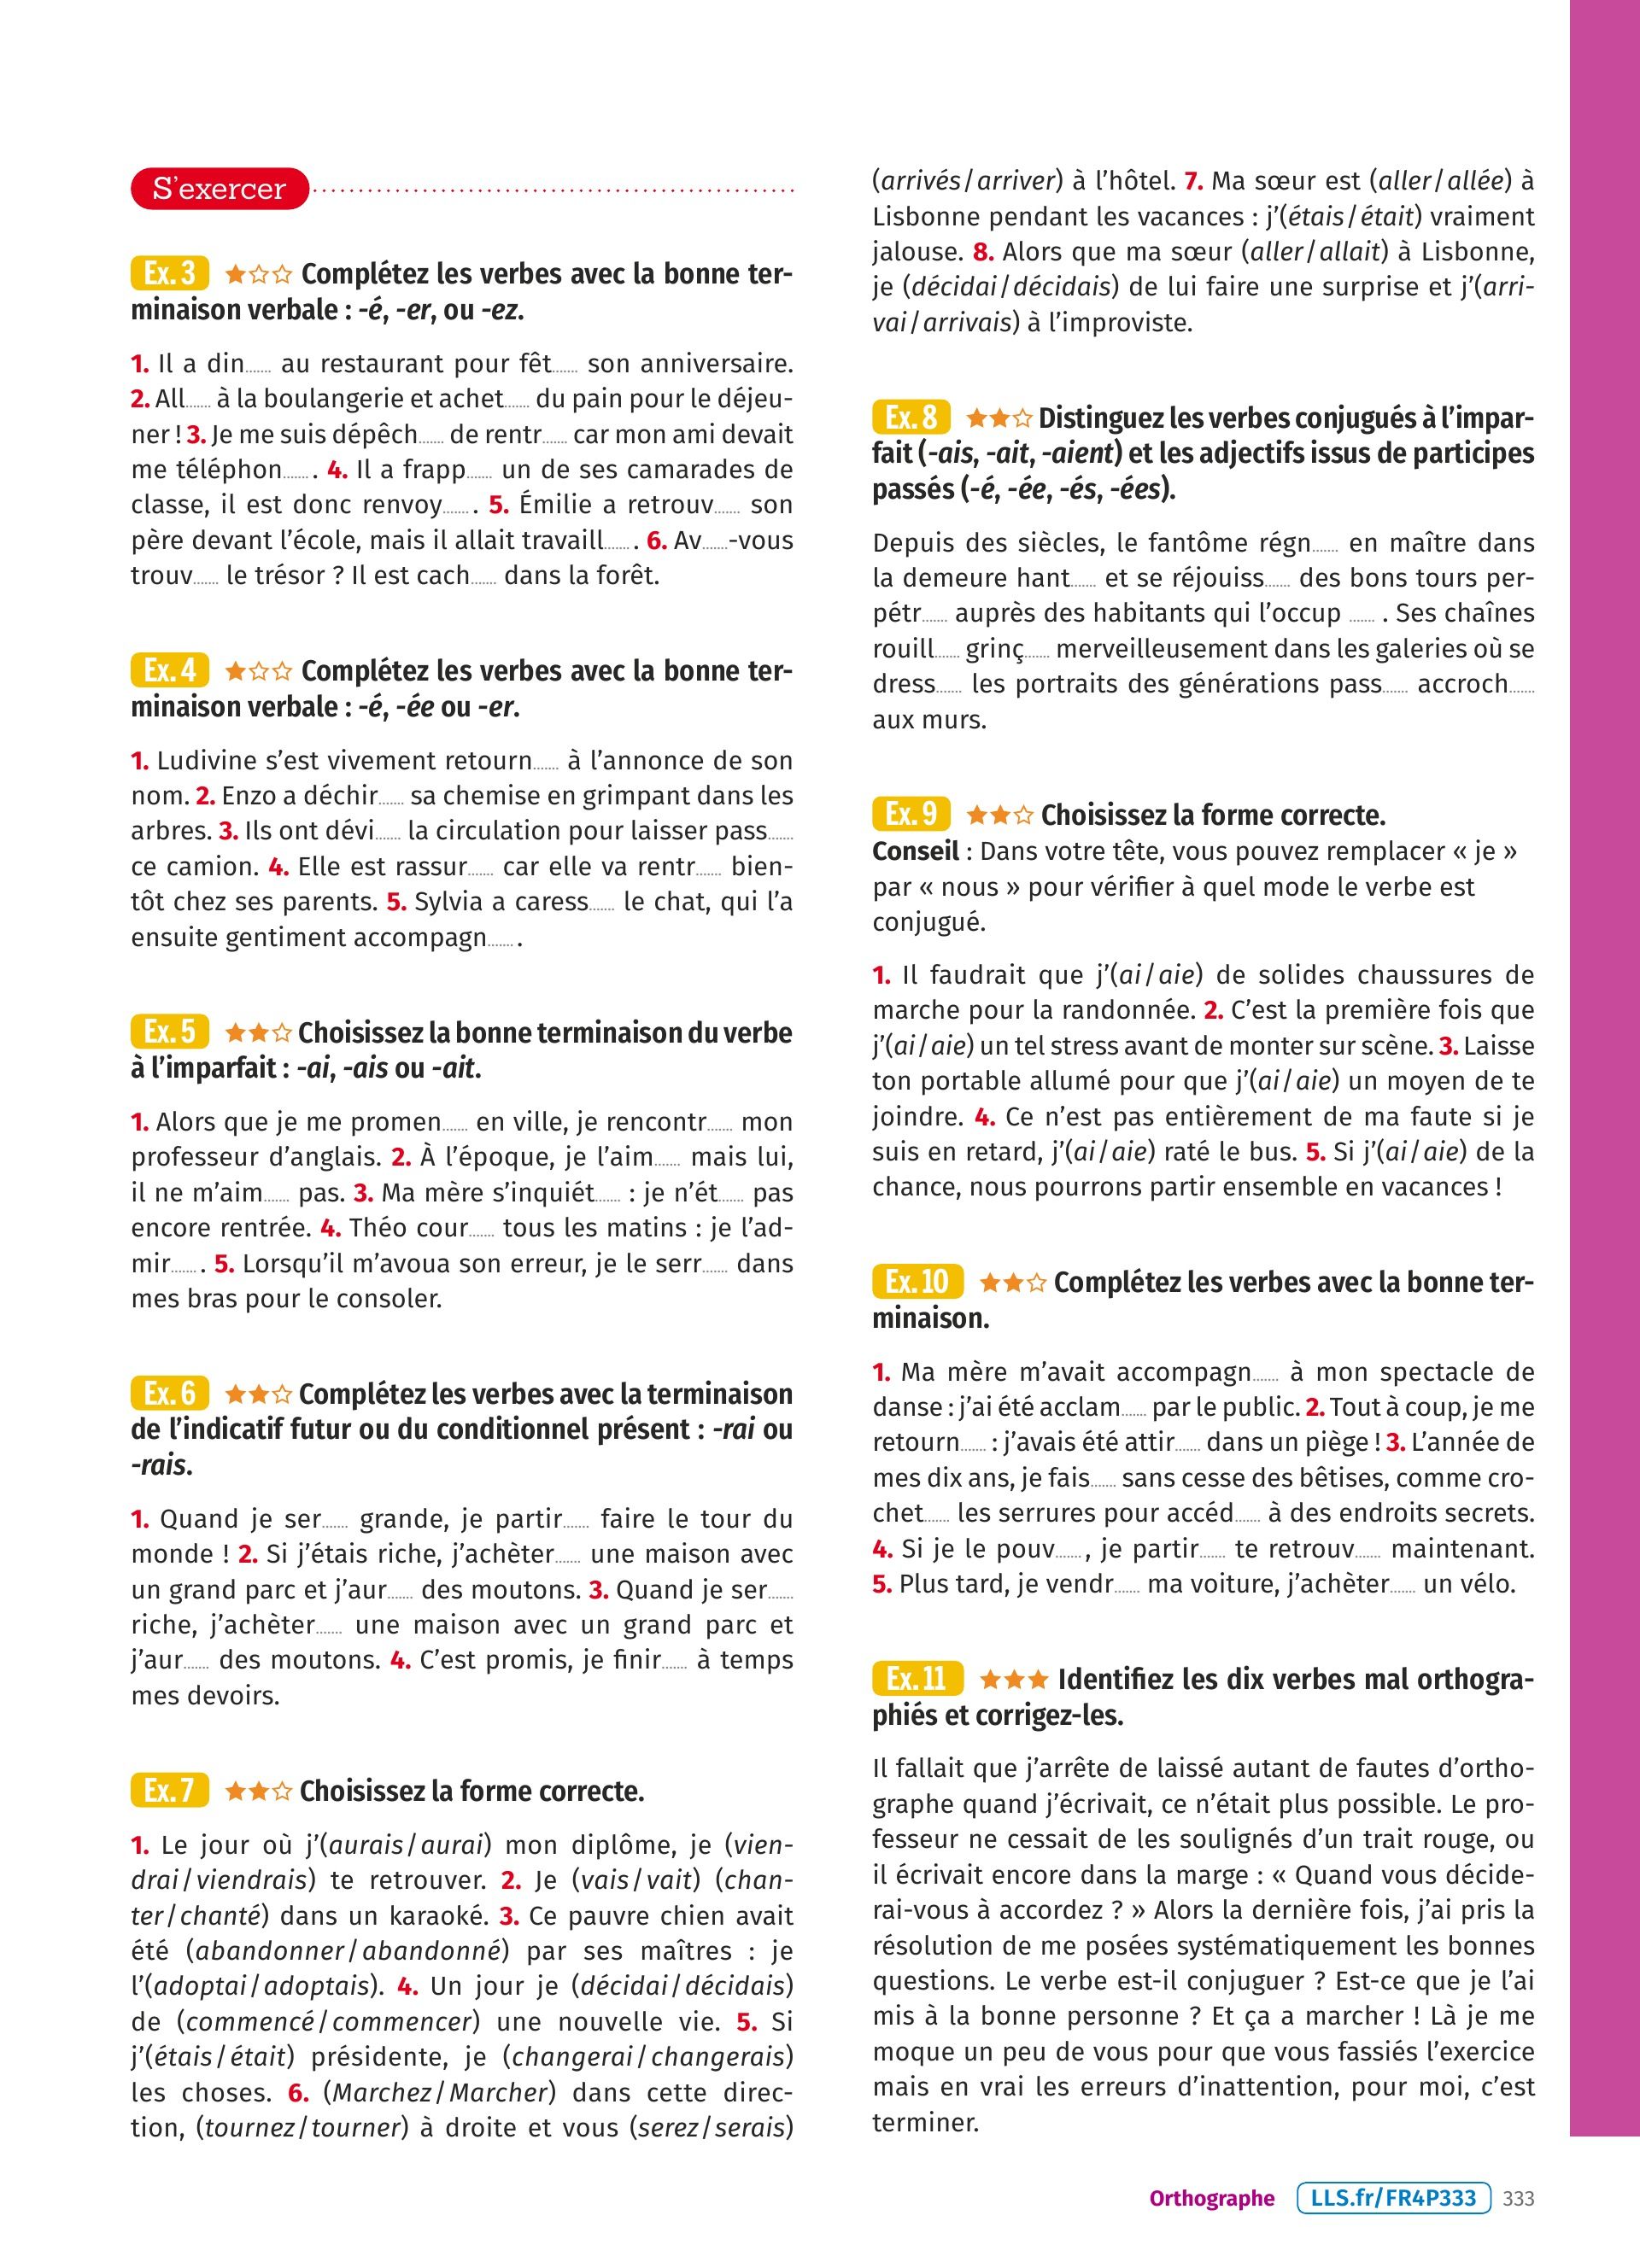 S'exercer
Ex. 3 ★☆☆ Complétez les verbes avec la bonne ter-
minaison verbale : -é, -er, ou -ez.
1. Il a din....... au restaurant pour fêt....... son anniversaire.
2. All....... à la boulangerie et achet....... du pain pour le déjeu-
ner ! 3. Je me suis dépêch....... de rentr....... car mon ami devait
me téléphon....... . 4. Il a frapp....... un de ses camarades de
classe, il est donc renvoy....... . 5. Émilie a retrouv....... son
père devant l'école, mais il allait travaill....... . 6. Av.......-vous
trouv....... le trésor ? Il est cach....... dans la forêt.
Ex. 4 ★☆☆ Complétez les verbes avec la bonne ter-
minaison verbale : -é, -ée ou -er.
1. Ludivine s'est vivement retourn....... à l'annonce de son
nom. 2. Enzo a déchir....... sa chemise en grimpant dans les
arbres. 3. Ils ont dévi....... la circulation pour laisser pass.......
ce camion. 4. Elle est rassur....... car elle va rentr....... bien-
tôt chez ses parents. 5. Sylvia a caress....... le chat, qui l'a
ensuite gentiment accompagn....... .
Ex. 5 ★★☆ Choisissez la bonne terminaison du verbe
à l'imparfait : -ai, -ais ou -ait.
1. Alors que je me promen....... en ville, je rencontr....... mon
professeur d'anglais. 2. À l'époque, je l'aim....... mais lui,
il ne m'aim....... pas. 3. Ma mère s'inquiét....... : je n'ét....... pas
encore rentrée. 4. Théo cour....... tous les matins : je l'ad-
mir....... . 5. Lorsqu'il m'avoua son erreur, je le serr....... dans
mes bras pour le consoler.
Ex. 6 ★★☆ Complétez les verbes avec la terminaison
de l'indicatif futur ou du conditionnel présent : -rai ou
-rais.
1. Quand je ser....... grande, je partir....... faire le tour du
monde ! 2. Si j'étais riche, j'achèter....... une maison avec
un grand parc et j'aur....... des moutons. 3. Quand je ser.......
riche, j'achèter....... une maison avec un grand parc et
j'aur....... des moutons. 4. C'est promis, je finir....... à temps
mes devoirs.
Ex. 7 ★★☆ Choisissez la forme correcte.
1. Le jour où j'(aurais / aurai) mon diplôme, je (vien-
drai / viendrais) te retrouver. 2. Je (vais / vait) (chan-
ter / chanté) dans un karaoké. 3. Ce pauvre chien avait
été (abandonner / abandonné) par ses maîtres : je
l'(adoptai / adoptais). 4. Un jour je (décidai / décidais)
de (commencé / commencer) une nouvelle vie. 5. Si
j'(étais / était) présidente, je (changerai / changerais)
les choses. 6. (Marchez / Marcher) dans cette direc-
tion, (tournez / tourner) à droite et vous (serez / serais)
(arrivés / arriver) à l'hôtel. 7. Ma sœur est (aller / allée) à
Lisbonne pendant les vacances : j'(étais / était) vraiment
jalouse. 8. Alors que ma sœur (aller / allait) à Lisbonne,
je (décidai / décidais) de lui faire une surprise et j'(arri-
vai / arrivais) à l'improviste.
Ex. 8 ★★☆ Distinguez les verbes conjugués à l'impar-
fait (-ais, -ait, -aient) et les adjectifs issus de participes
passés (-é, -ée, -és, -ées).
Depuis des siècles, le fantôme régn....... en maître dans
la demeure hant....... et se réjouiss....... des bons tours per-
pétr....... auprès des habitants qui l'occup ....... . Ses chaînes
rouill....... grinç....... merveilleusement dans les galeries où se
dress....... les portraits des générations pass....... accroch.......
aux murs.
Ex. 9 ★★☆ Choisissez la forme correcte.
Conseil : Dans votre tête, vous pouvez remplacer « je »
par « nous » pour vérifier à quel mode le verbe est
conjugué.
1. Il faudrait que j'(ai / aie) de solides chaussures de
marche pour la randonnée. 2. C'est la première fois que
j'(ai / aie) un tel stress avant de monter sur scène. 3. Laisse
ton portable allumé pour que j'(ai / aie) un moyen de te
joindre. 4. Ce n'est pas entièrement de ma faute si je
suis en retard, j'(ai / aie) raté le bus. 5. Si j'(ai / aie) de la
chance, nous pourrons partir ensemble en vacances !
Ex. 10 ★★☆ Complétez les verbes avec la bonne ter-
minaison.
1. Ma mère m'avait accompagn....... à mon spectacle de
danse : j'ai été acclam....... par le public. 2. Tout à coup, je me
retourn....... : j'avais été attir....... dans un piège ! 3. L'année de
mes dix ans, je fais....... sans cesse des bêtises, comme cro-
chet....... les serrures pour accéd....... à des endroits secrets.
4. Si je le pouv......., je partir....... te retrouv....... maintenant.
5. Plus tard, je vendr....... ma voiture, j'achèter....... un vélo.
Ex. 11 ★★★ Identifiez les dix verbes mal orthogra-
phiés et corrigez-les.
Il fallait que j'arrête de laissé autant de fautes d'ortho-
graphe quand j'écrivait, ce n'était plus possible. Le pro-
fesseur ne cessait de les soulignés d'un trait rouge, ou
il écrivait encore dans la marge : « Quand vous décide-
rai-vous à accordez ? » Alors la dernière fois, j'ai pris la
résolution de me posées systématiquement les bonnes
questions. Le verbe est-il conjuguer ? Est-ce que je l'ai
mis à la bonne personne ? Et ça a marcher ! Là je me
moque un peu de vous pour que vous fassiés l'exercice
mais en vrai les erreurs d'inattention, pour moi, c'est
terminer.
Orthographe LLS.fr/FR4P333 333